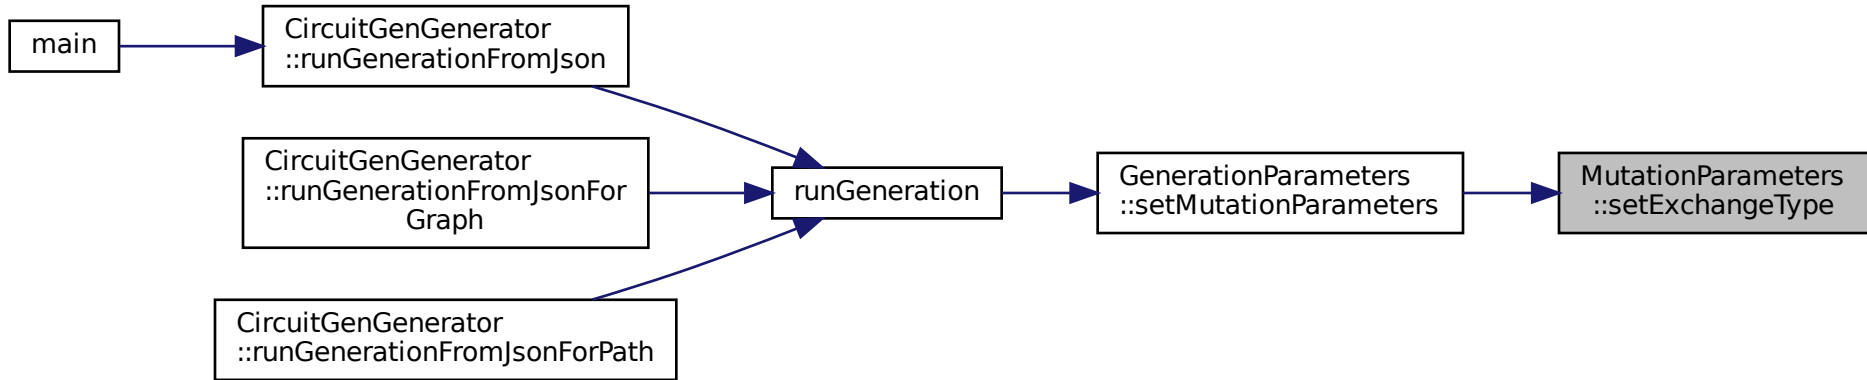 main
CircuitGenGenerator
::runGenerationFromJson
CircuitGenGenerator
::runGenerationFromJsonFor
Graph
CircuitGenGenerator
::runGenerationFromJsonForPath
runGeneration
GenerationParameters
::setMutationParameters
MutationParameters
::setExchangeType